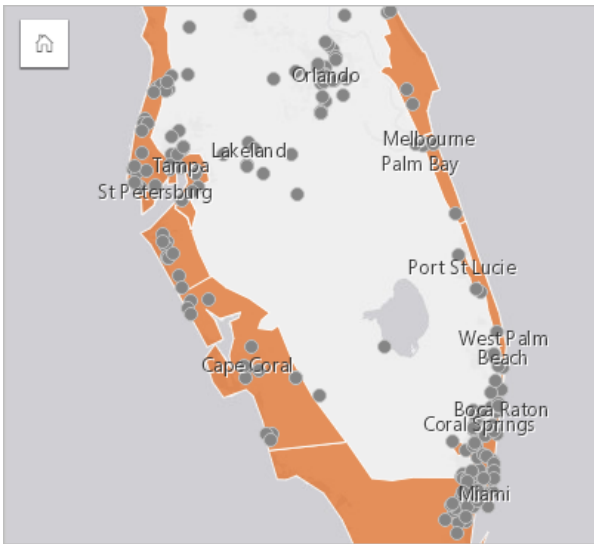 Orlando
Melbourne
Lakeland
Tampa
Palm Bay
St Petersburg
Port St Lucie
West Palm
Beach
Cape Coral
Boca Raton
Coral Springs
Miami